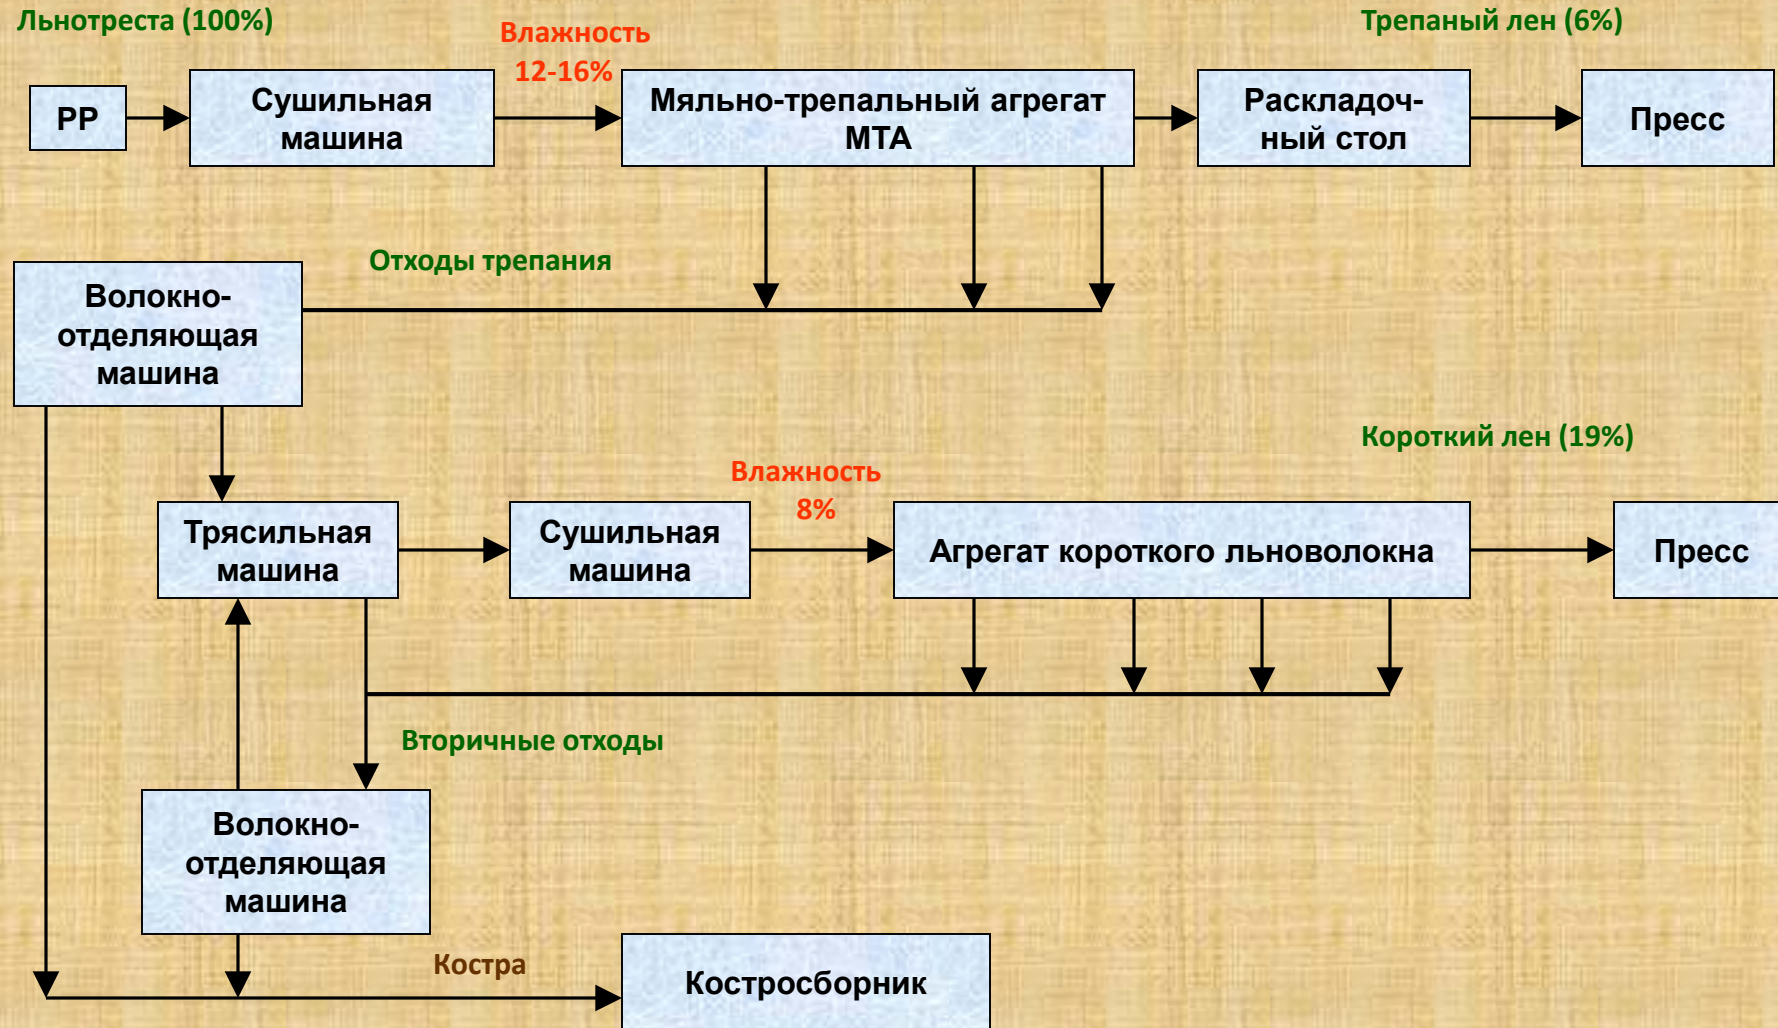 Льнотреста (100%)
Влажность
12-16%
Трепаный лен (6%)
РР
Сушильная
машина
Мяльно-трепальный агрегат
МТА
Раскладоч-
ный стол
Пресс
Отходы трепания
Волокно-
отделяющая
машина
Короткий лен (19%)
Влажность
8%
Трясильная
машина
Сушильная
машина
Агрегат короткого льноволокна
Пресс
Вторичные отходы
Волокно-
отделяющая
машина
Костра
Костросборник